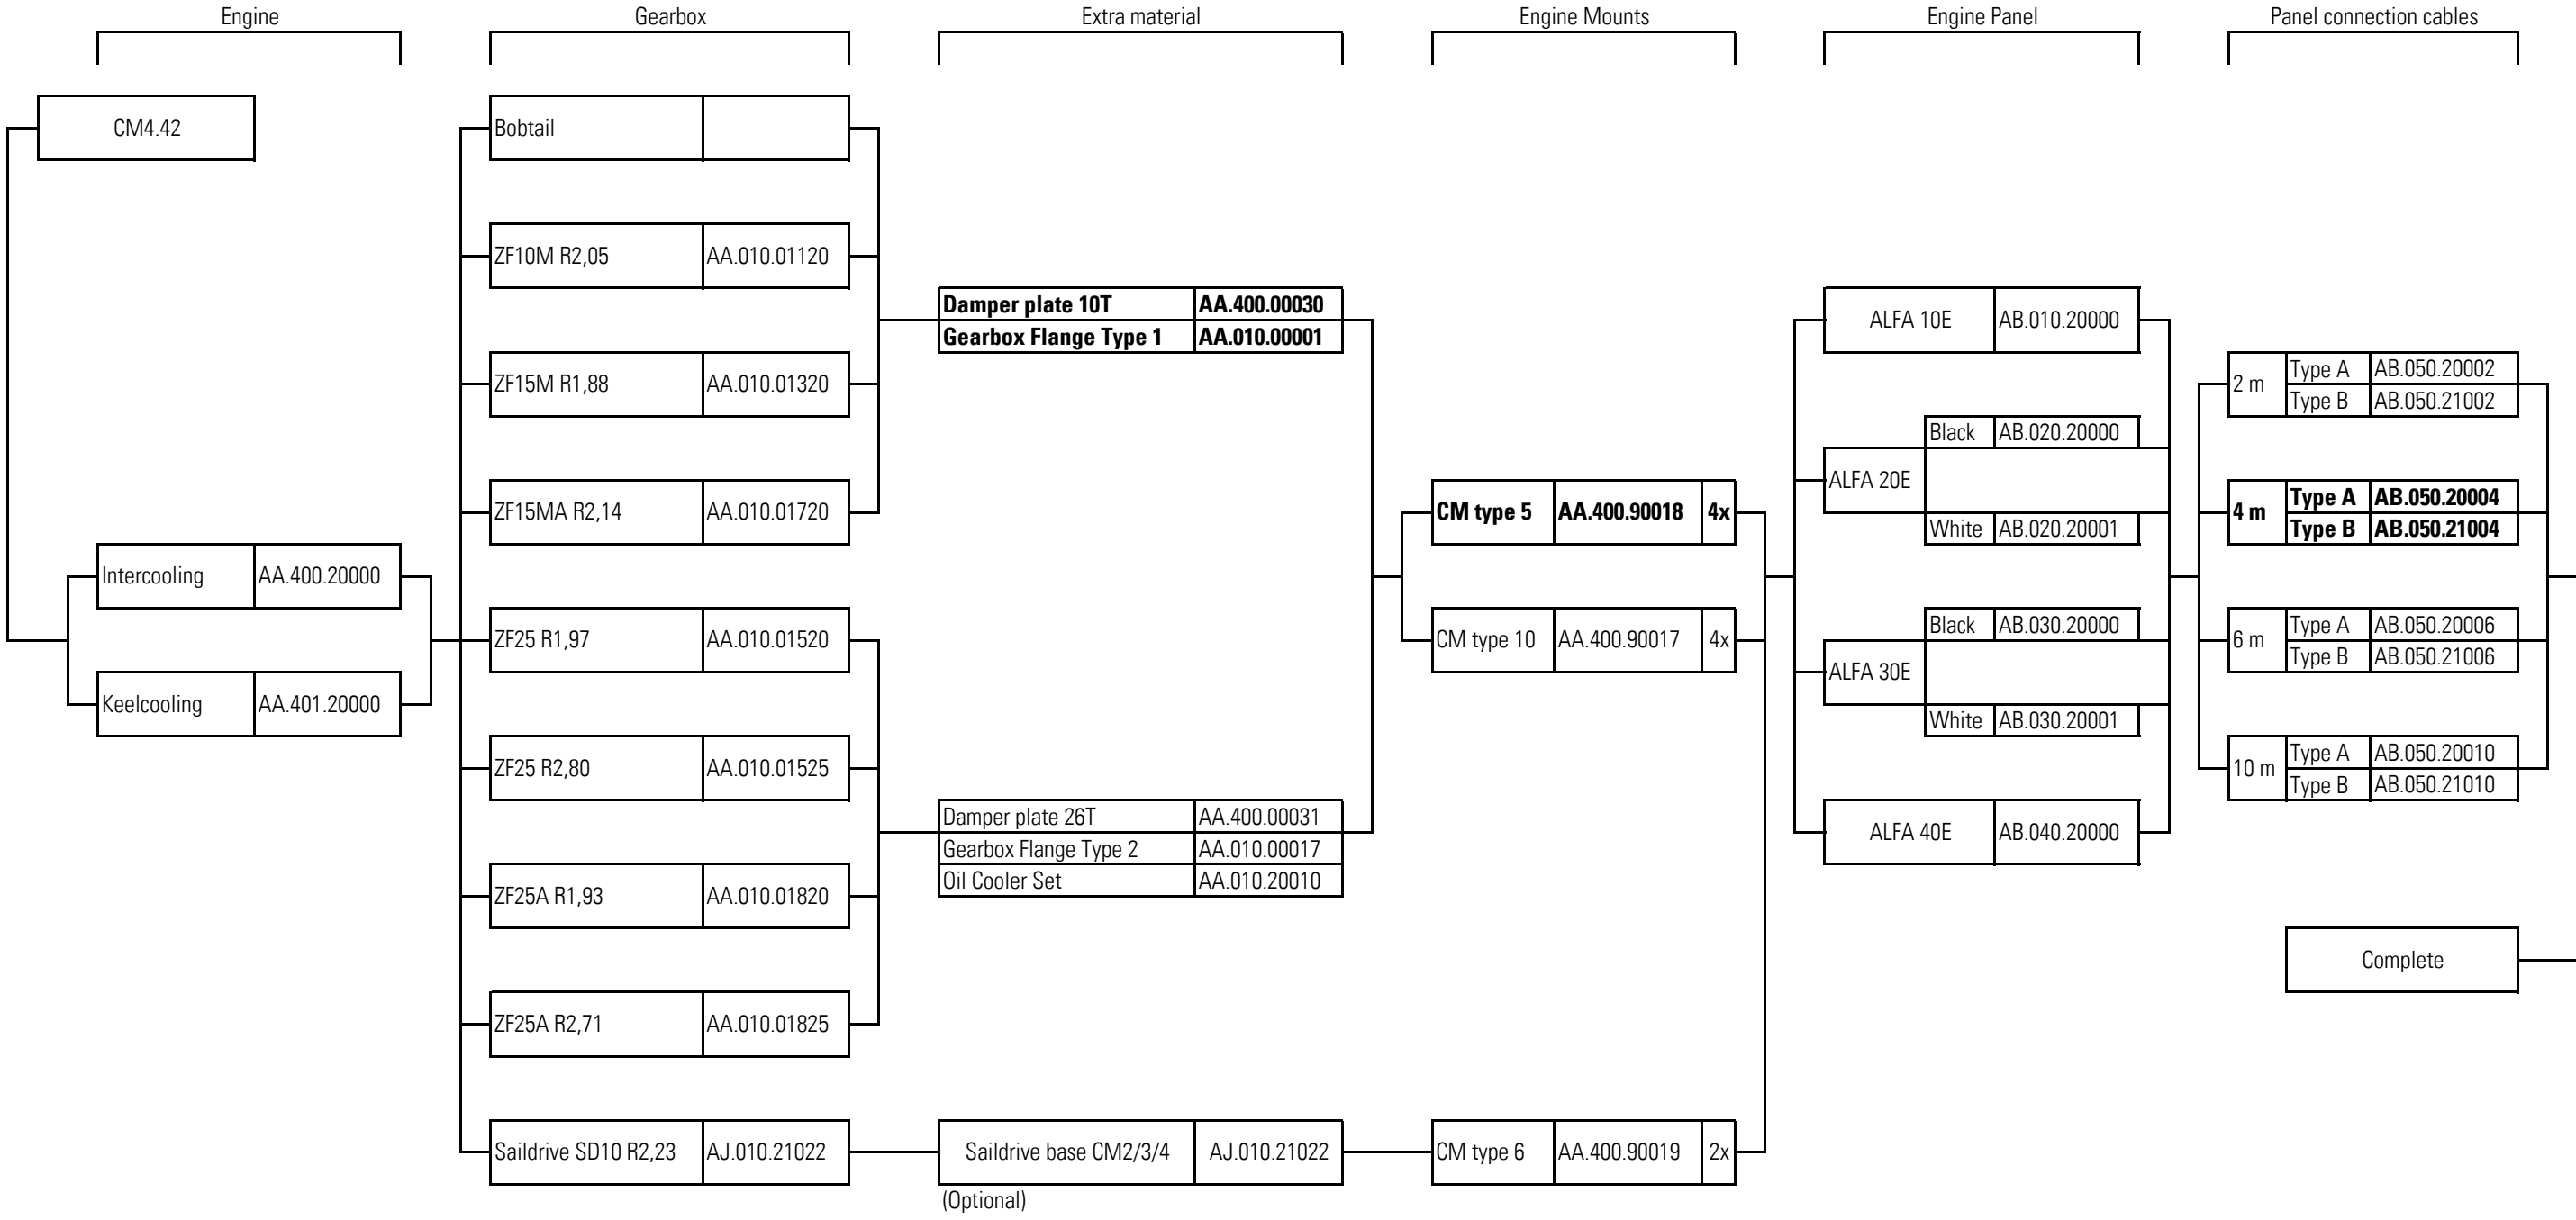 Engine
Gearbox
Extra material
Engine Mounts
Engine Panel
Panel connection cables
CM4.42
Intercooling AA.400.20000
Keelcooling AA.401.20000
Bobtail
ZF10M R2,05 AA.010.01120
ZF15M R1,88 AA.010.01320
ZF15MA R2,14 AA.010.01720
ZF25 R1,97 AA.010.01520
ZF25 R2,80 AA.010.01525
ZF25A R1,93 AA.010.01820
ZF25A R2,71 AA.010.01825
Saildrive SD10 R2,23 AJ.010.21022
Damper plate 10T AA.400.00030
Gearbox Flange Type 1 AA.010.00001
Damper plate 26T AA.400.00031
Gearbox Flange Type 2 AA.010.00017
Oil Cooler Set AA.010.20010
Saildrive base CM2/3/4 AJ.010.21022
(Optional)
CM type 5 AA.400.90018 4x
CM type 10 AA.400.90017 4x
CM type 6 AA.400.90019 2x
ALFA 10E AB.010.20000
Black AB.020.20000
ALFA 20E
White AB.020.20001
Black AB.030.20000
ALFA 30E
White AB.030.20001
ALFA 40E AB.040.20000
2 m
Type A AB.050.20002
Type B AB.050.21002
4 m
Type A AB.050.20004
Type B AB.050.21004
6 m
Type A AB.050.20006
Type B AB.050.21006
10 m
Type A AB.050.20010
Type B AB.050.21010
Complete